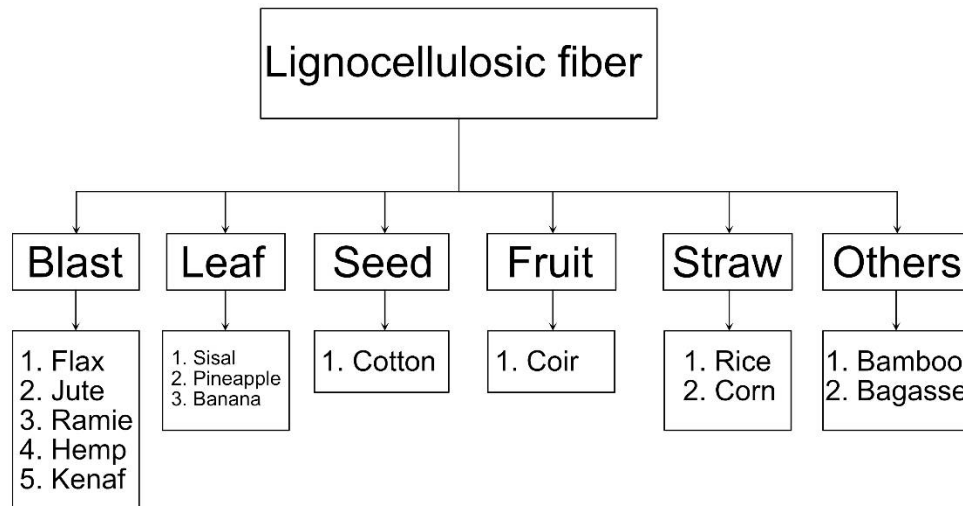 Lignocellulosic fiber
Blast
Leaf
Seed
Fruit
Straw
Others
1. Flax
2. Jute
3. Ramie
4. Hemp
5. Kenaf
1. Sisal
2. Pineapple
3. Banana
1. Cotton
1. Coir
1. Rice
2. Corn
1. Bamboo
2. Bagasse